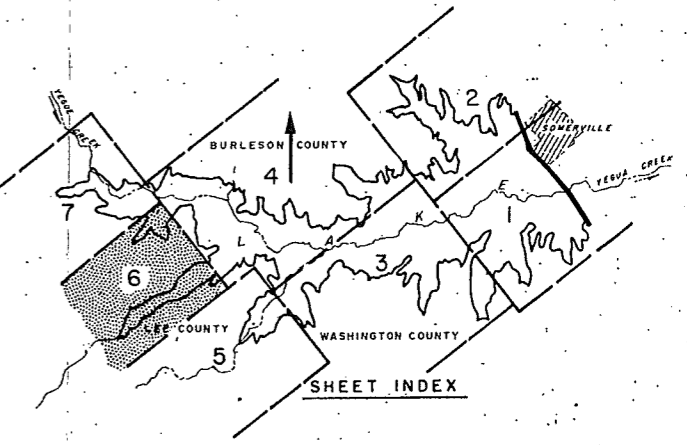 2
YEGUA CREEK
SOMERVILLE
BURLESON COUNTY
4
YEGUA CREEK
7
L A K E
1
3
6
LEE COUNTY
WASHINGTON COUNTY
5
SHEET INDEX